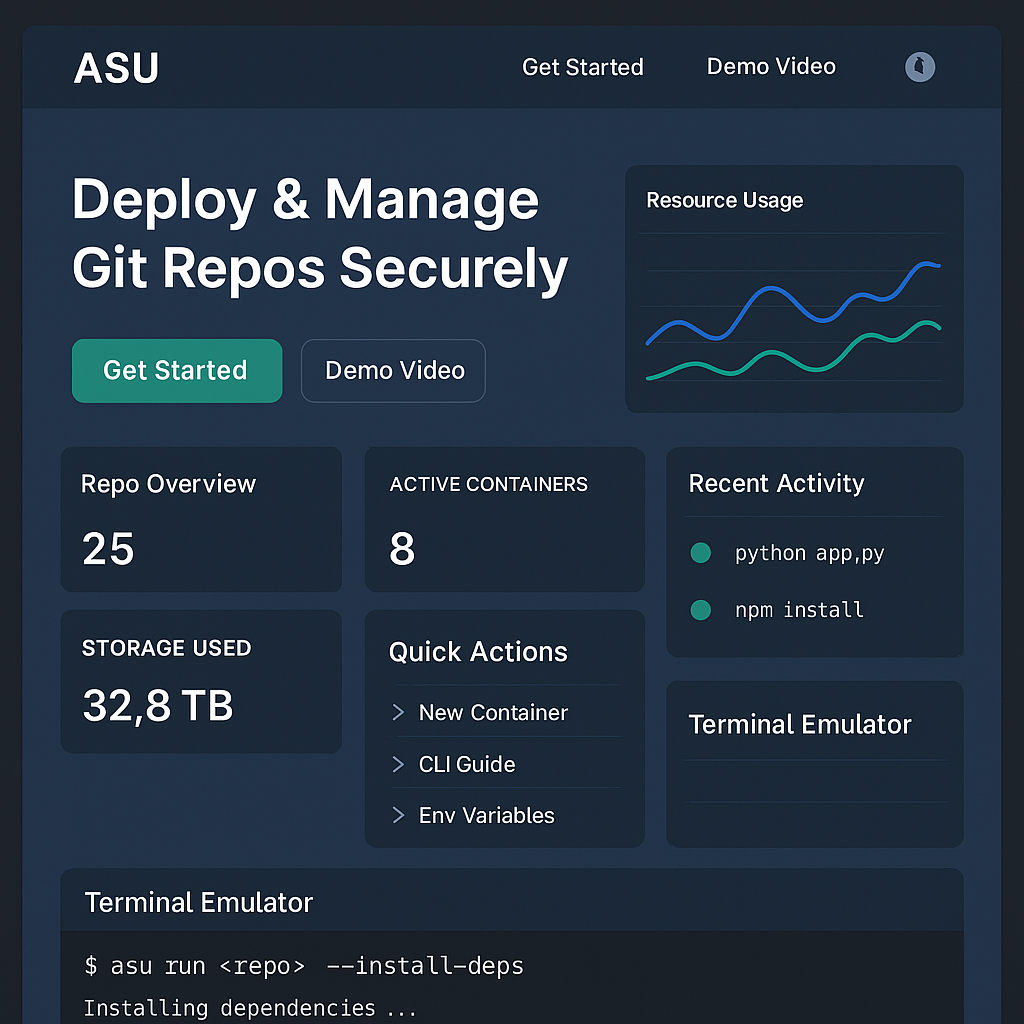 ASU
Get Started
Demo Video
Deploy & Manage
Git Repos Securely
Get Started
Demo Video
Resource Usage
Repo Overview
25
ACTIVE CONTAINERS
8
Recent Activity
python app,py
npm install
STORAGE USED
32,8 TB
Quick Actions
> New Container
> CLI Guide
> Env Variables
Terminal Emulator
Terminal Emulator
$ asu run <repo> --install-deps
Installing dependencies ...